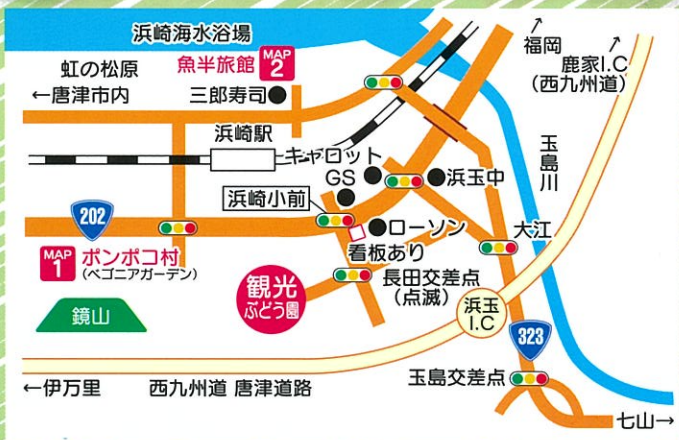 浜崎海水浴場
福岡
鹿家I.C
(西九州道)
虹の松原
魚半旅館
MAP
2
←唐津市内
三郎寿司
浜崎駅
キャロット
GS
浜玉中
玉島川
浜崎小前
202
ローソン
大江
看板あり
MAP
1
ポンポコ村
(ベゴニアガーデン)
長田交差点
(点滅)
観光
ぶどう園
鏡山
浜玉
I.C
323
玉島交差点
←伊万里
西九州道 唐津道路
七山→